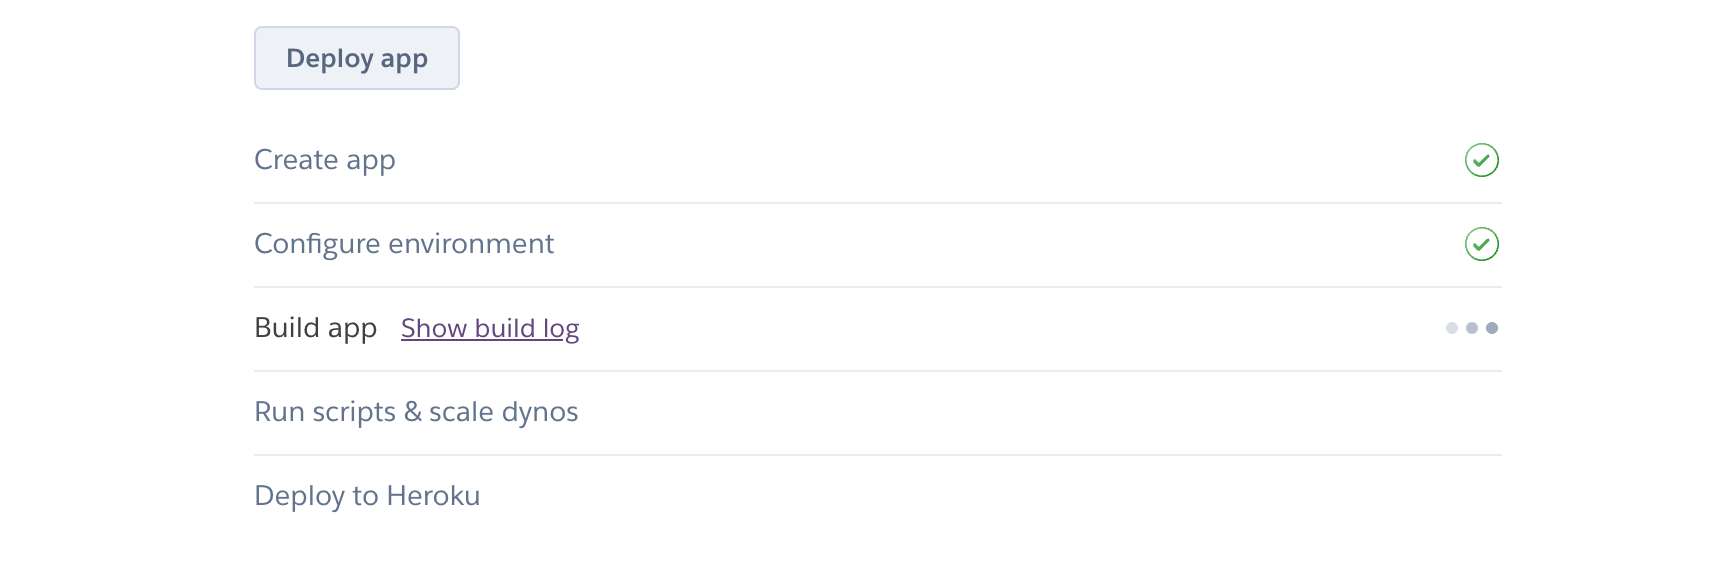 Deploy app
Create app
Configure environment
Build app Show build log
Run scripts & scale dynos
Deploy to Heroku